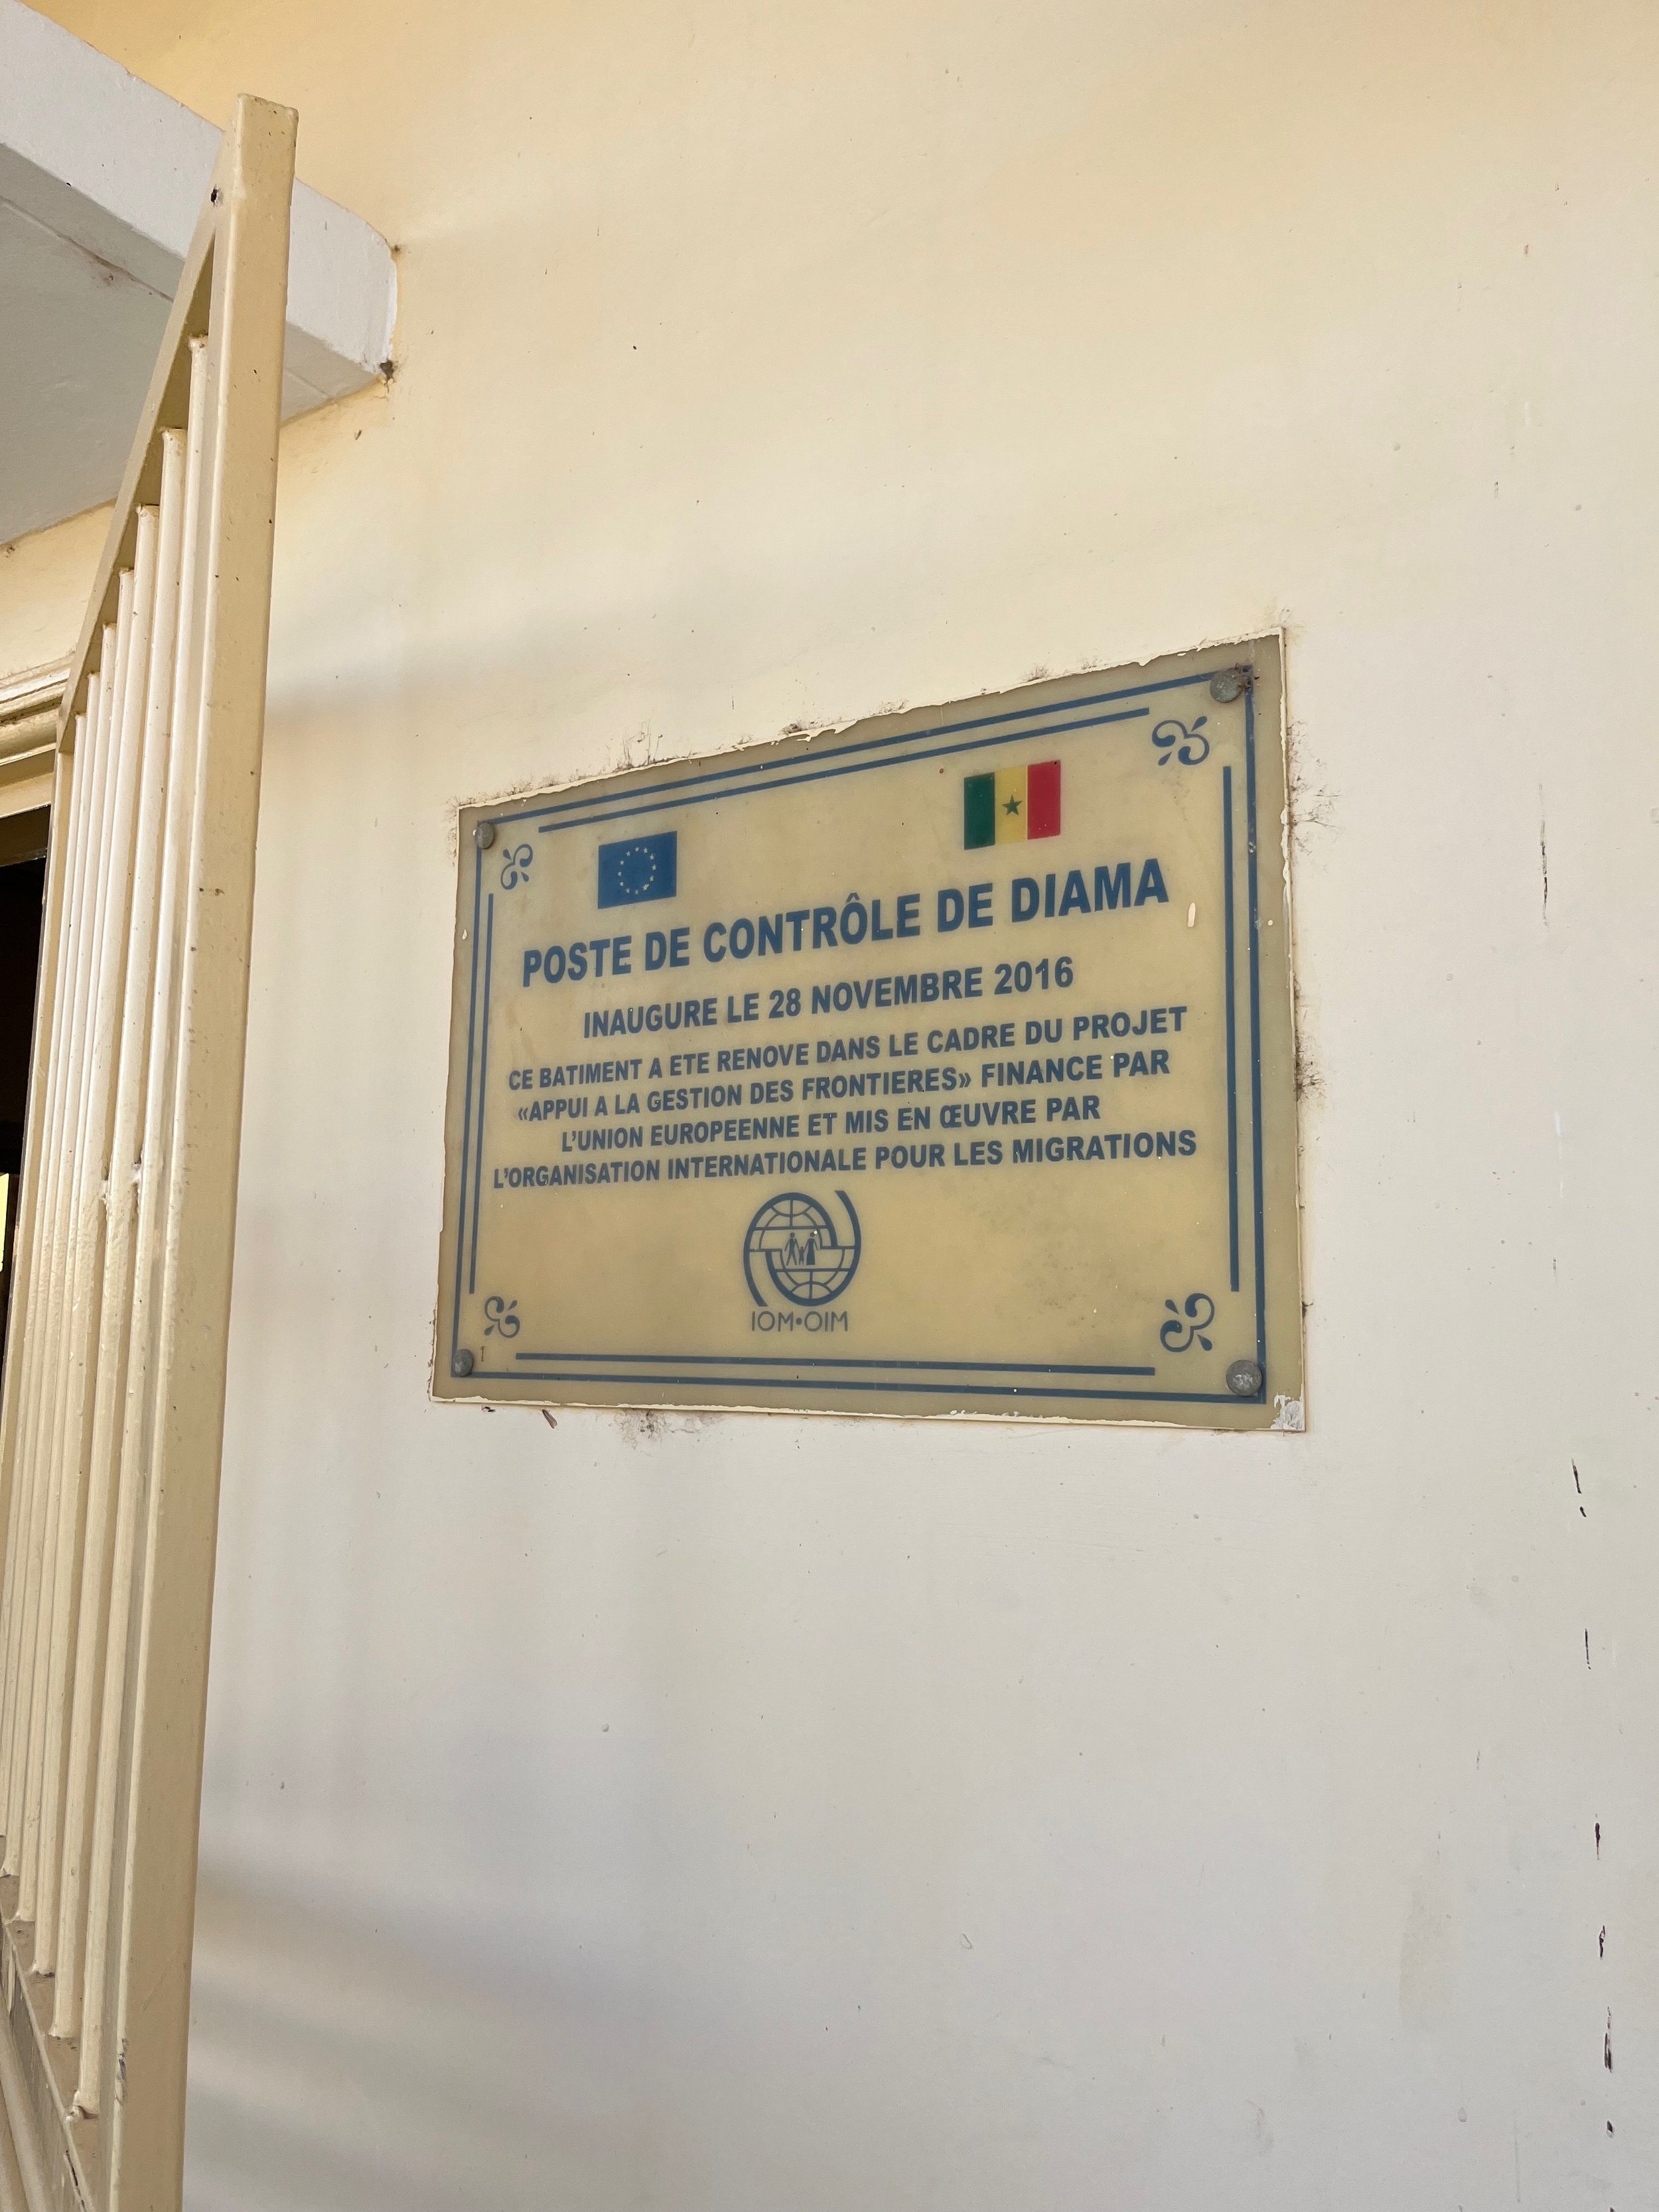 POSTE DE CONTRÔLE DE DIAMA
INAUGURE LE 28 NOVEMBRE 2016
CE BATIMENT A ETE RENOVE DANS LE CADRE DU PROJET
«APPUI A LA GESTION DES FRONTIERES» FINANCE PAR
L'UNION EUROPEENNE ET MIS EN ŒUVRE PAR
L'ORGANISATION INTERNATIONALE POUR LES MIGRATIONS
IOM•OIM